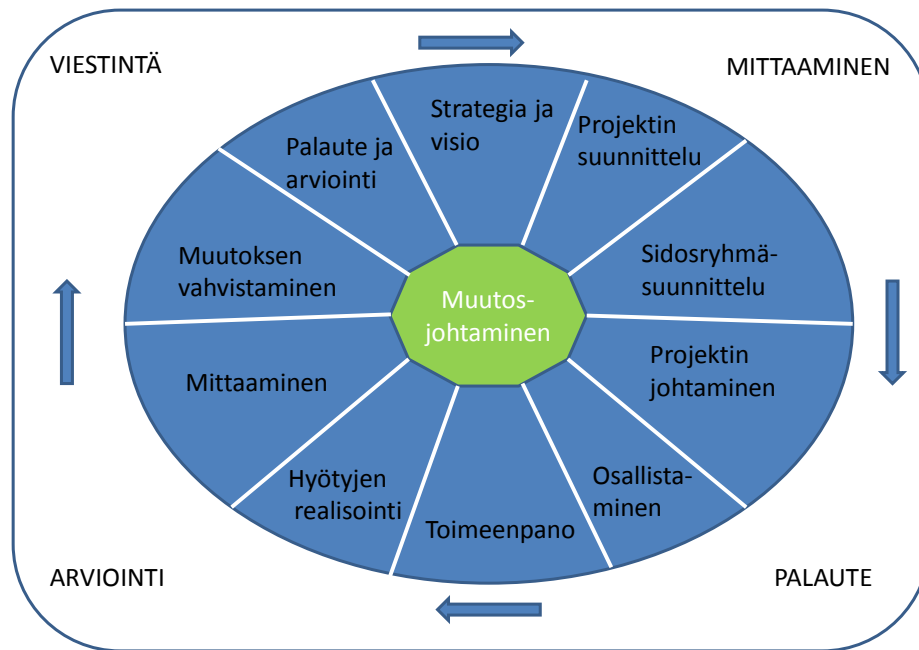 VIESTINTÄ
MITTAAMINEN
Strategia ja
visio
Projektin
suunnittelu
Sidosryhmä-
suunnittelu
Projektin
johtaminen
Osallista-
minen
Toimeenpano
Hyötyjen
realisointi
Mittaaminen
Muutoksen
vahvistaminen
Palaute ja
arviointi
Muutos-
johtaminen
ARVIOINTI
PALAUTE